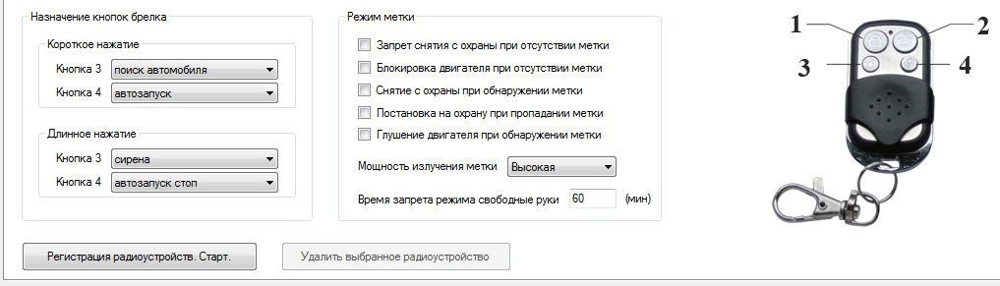 Назначение кнопок брелка
Короткое нажатие
Кнопка 3 поиск автомобиля
Кнопка 4 автозапуск
Длинное нажатие
Кнопка 3 сирена
Кнопка 4 автозапуск стоп
Режим метки
Запрет снятия с охраны при отсутствии метки
Блокировка двигателя при отсутствии метки
Снятие с охраны при обнаружении метки
Постановка на охрану при пропадании метки
Глушение двигателя при обнаружении метки
Мощность излучения метки Высокая
Время запрета режима свободные руки 60 (мин)
1 2
3 4
Регистрация радиоустройств. Старт.
Удалить выбранное радиоустройство